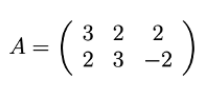 A = ( 3 2 2
2 3 −2 )